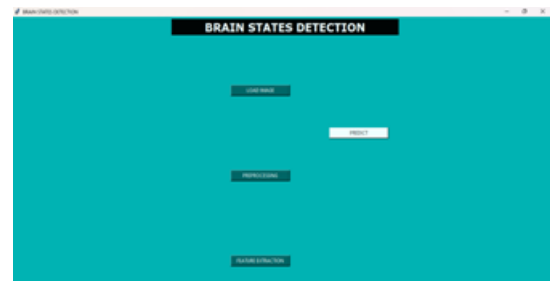 BRAIN STATES DETECTION
BRAIN STATES DETECTION
LOAD IMAGE
PREDICT
PREPROCESSING
FEATURE EXTRACTION